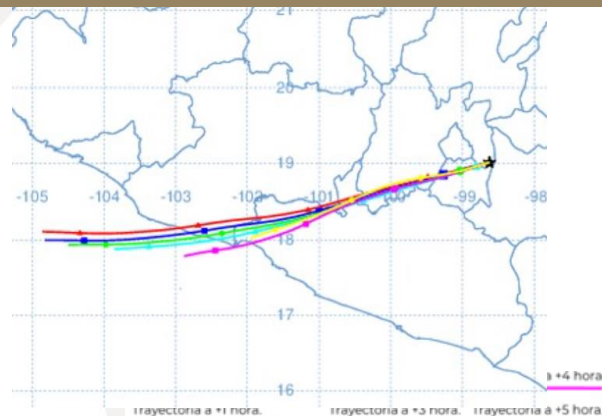 21
20
19
-105 -104 -103 -102 -101 -100 -99 -98
18
17
16
a +4 hora
Trayectoria a +1 hora. Trayectoria a +3 hora. Trayectoria a +5 hora